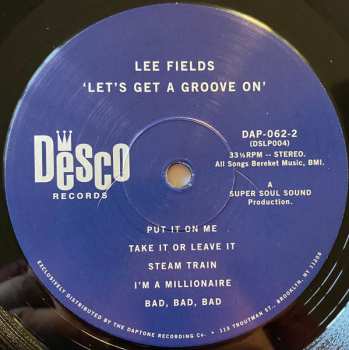 LEE FIELDS
'LET'S GET A GROOVE ON'
Desco
RECORDS
DAP-062-2
(DSLP004)
33⅓RPM -- STEREO.
All Songs Bereket Music, BMI.
A
SUPER SOUL SOUND
Production.
PUT IT ON ME
TAKE IT OR LEAVE IT
STEAM TRAIN
I'M A MILLIONAIRE
BAD, BAD, BAD
EXCLUSIVELY DISTRIBUTED BY THE DAPTONE RECORDING Co. • 115 TROUTMAN ST., BROOKLYN, NY 11206